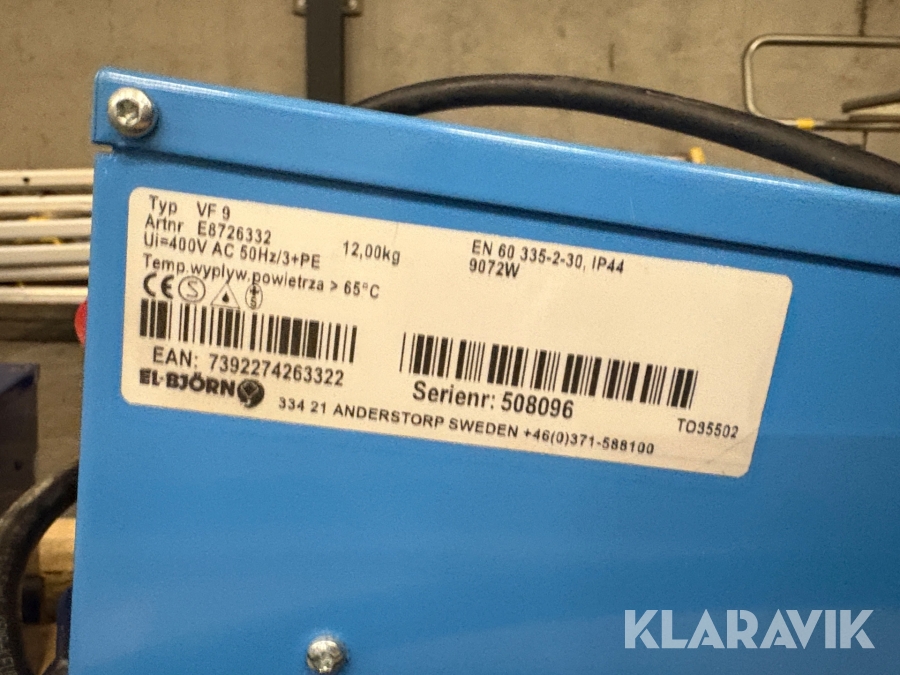 Typ VF 9
Artnr E8726332
Ui=400V AC 50Hz/3+PE 12,00kg
EN 60 335-2-30, IP44
9072W
Temp.wyplyw.powietrza > 65°C
CE S S
EAN: 7392274263322
Serienr: 508096
EL·BJÖRN
334 21 ANDERSTORP SWEDEN +46(0)371-588100
TO35502
KLARAVIK